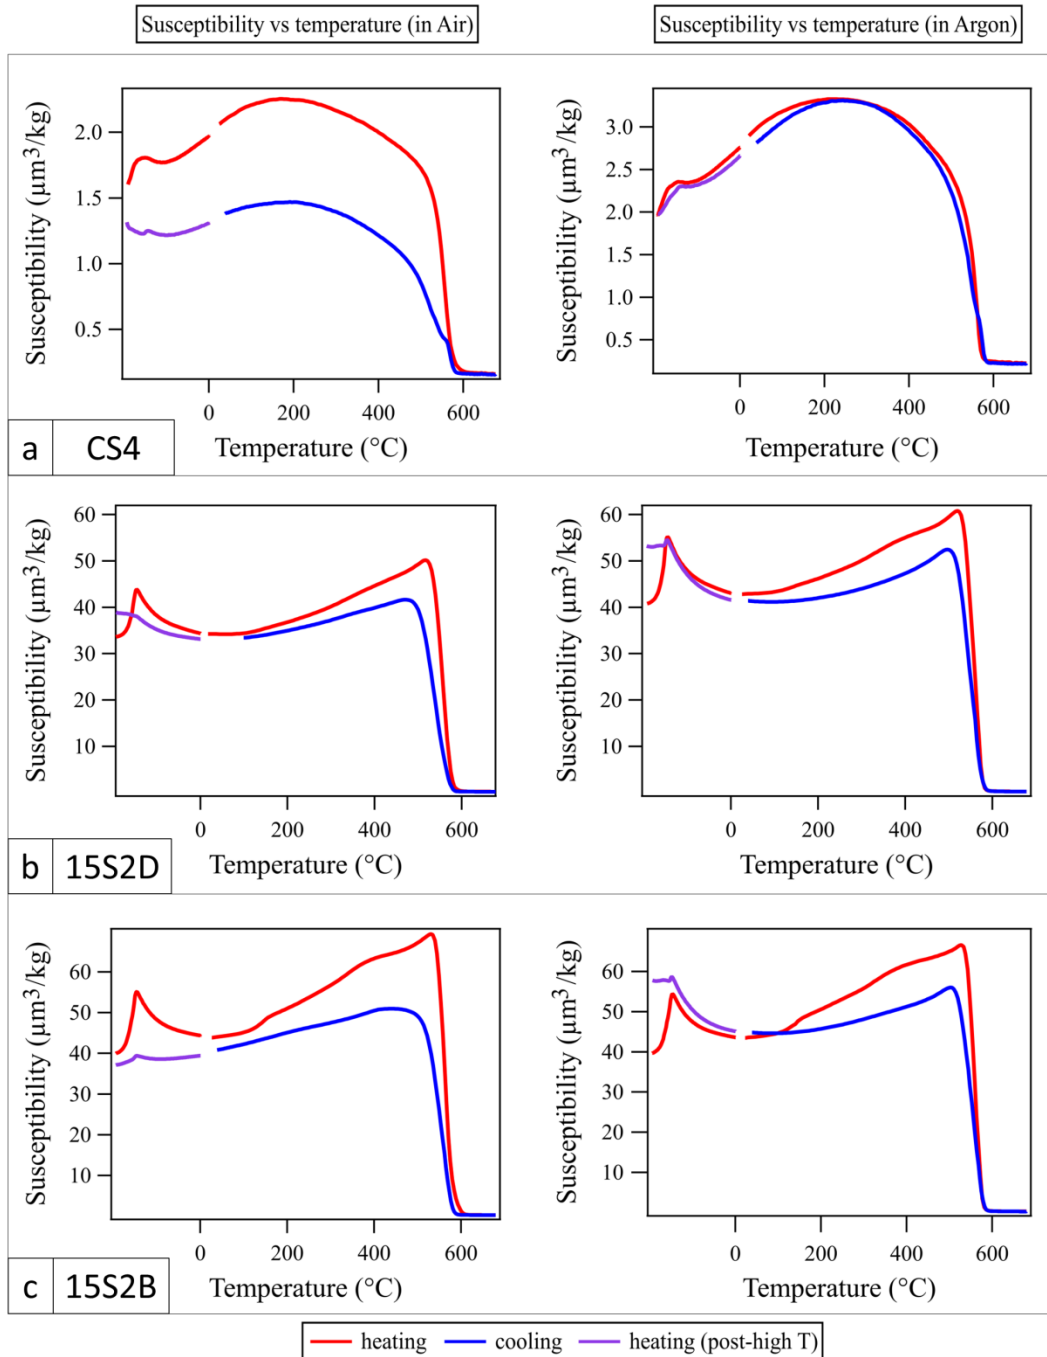 Susceptibility vs temperature (in Air)
Susceptibility vs temperature (in Argon)
Susceptibility (µm³/kg)
2.0
1.5
1.0
0.5
0 200 400 600
Temperature (°C)
Susceptibility (µm³/kg)
3.0
2.5
2.0
1.5
1.0
0.5
0 200 400 600
Temperature (°C)
a CS4
Susceptibility (µm³/kg)
60
50
40
30
20
10
0 200 400 600
Temperature (°C)
Susceptibility (µm³/kg)
60
50
40
30
20
10
0 200 400 600
Temperature (°C)
b 15S2D
Susceptibility (µm³/kg)
60
50
40
30
20
10
0 200 400 600
Temperature (°C)
Susceptibility (µm³/kg)
60
50
40
30
20
10
0 200 400 600
Temperature (°C)
c 15S2B
heating cooling heating (post-high T)